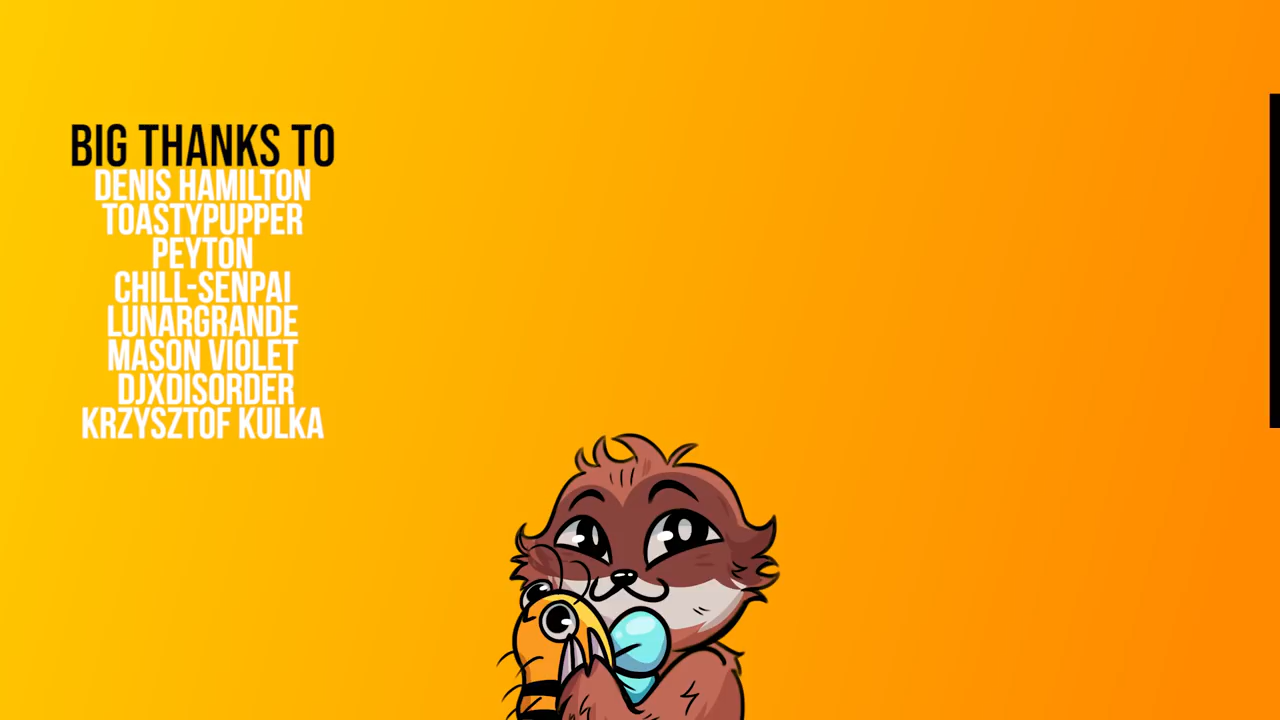 BIG THANKS TO
DENIS HAMILTON
TOASTYPUPPER
PEYTON
CHILL-SENPAI
LUNARGRANDE
MASON VIOLET
DJXDISORDER
KRZYSZTOF KULKA